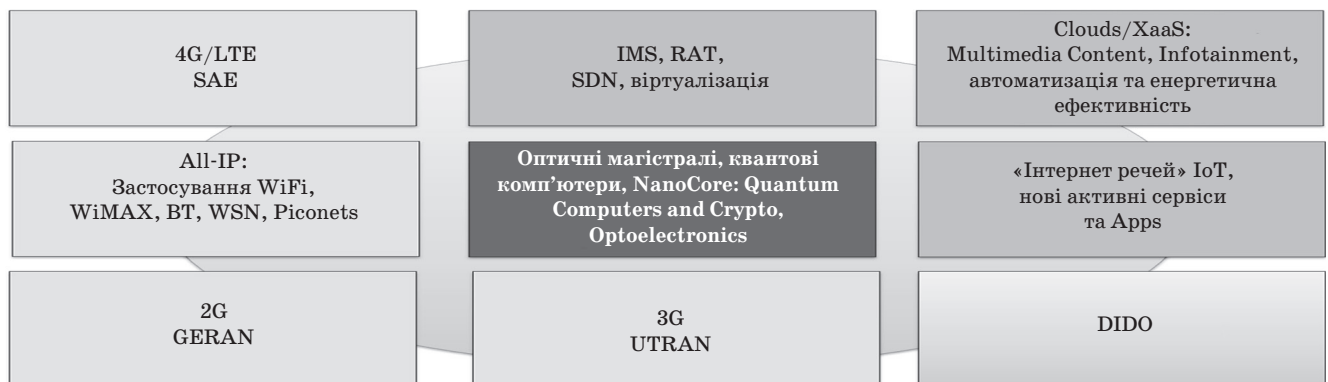 4G/LTE
SAE
IMS, RAT,
SDN, віртуалізація
Clouds/XaaS:
Multimedia Content, Infotainment,
автоматизація та енергетична
ефективність
All-IP:
Застосування WiFi,
WiMAX, BT, WSN, Piconets
Оптичні магістралі, квантові
комп’ютери, NanoCore: Quantum
Computers and Crypto,
Optoelectronics
«Інтернет речей» IoT,
нові активні сервіси
та Apps
2G
GERAN
3G
UTRAN
DIDO